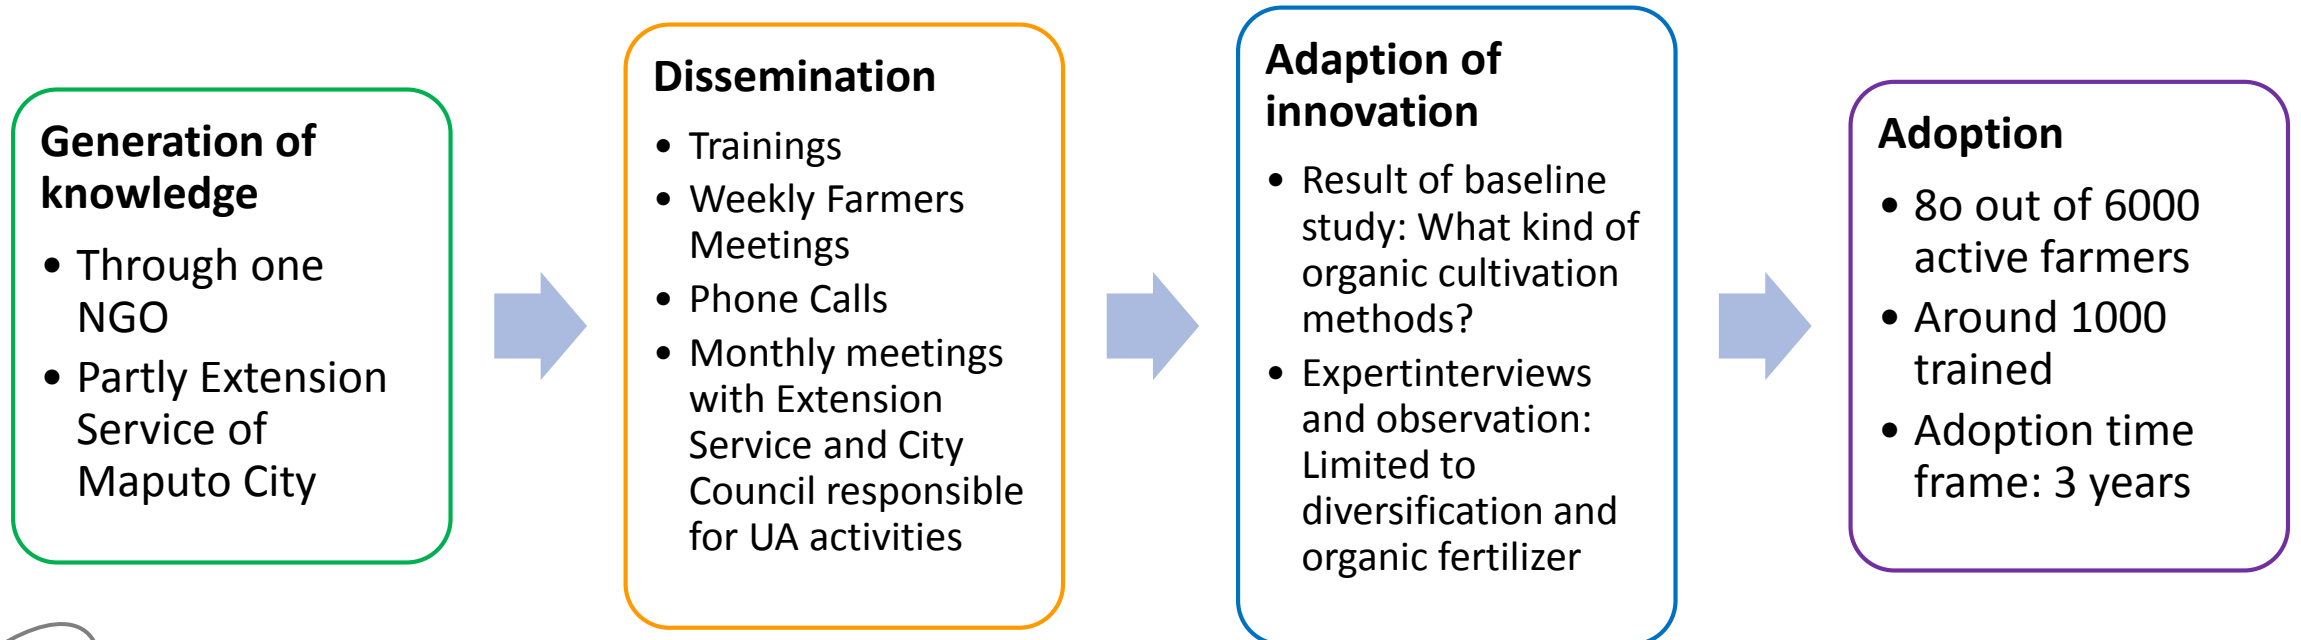 Generation of
knowledge
• Through one
NGO
• Partly Extension
Service of
Maputo City
Dissemination
• Trainings
• Weekly Farmers
Meetings
• Phone Calls
• Monthly meetings
with Extension
Service and City
Council responsible
for UA activities
Adaption of
innovation
• Result of baseline
study: What kind of
organic cultivation
methods?
• Expertinterviews
and observation:
Limited to
diversification and
organic fertilizer
Adoption
• 8o out of 6000
active farmers
• Around 1000
trained
• Adoption time
frame: 3 years